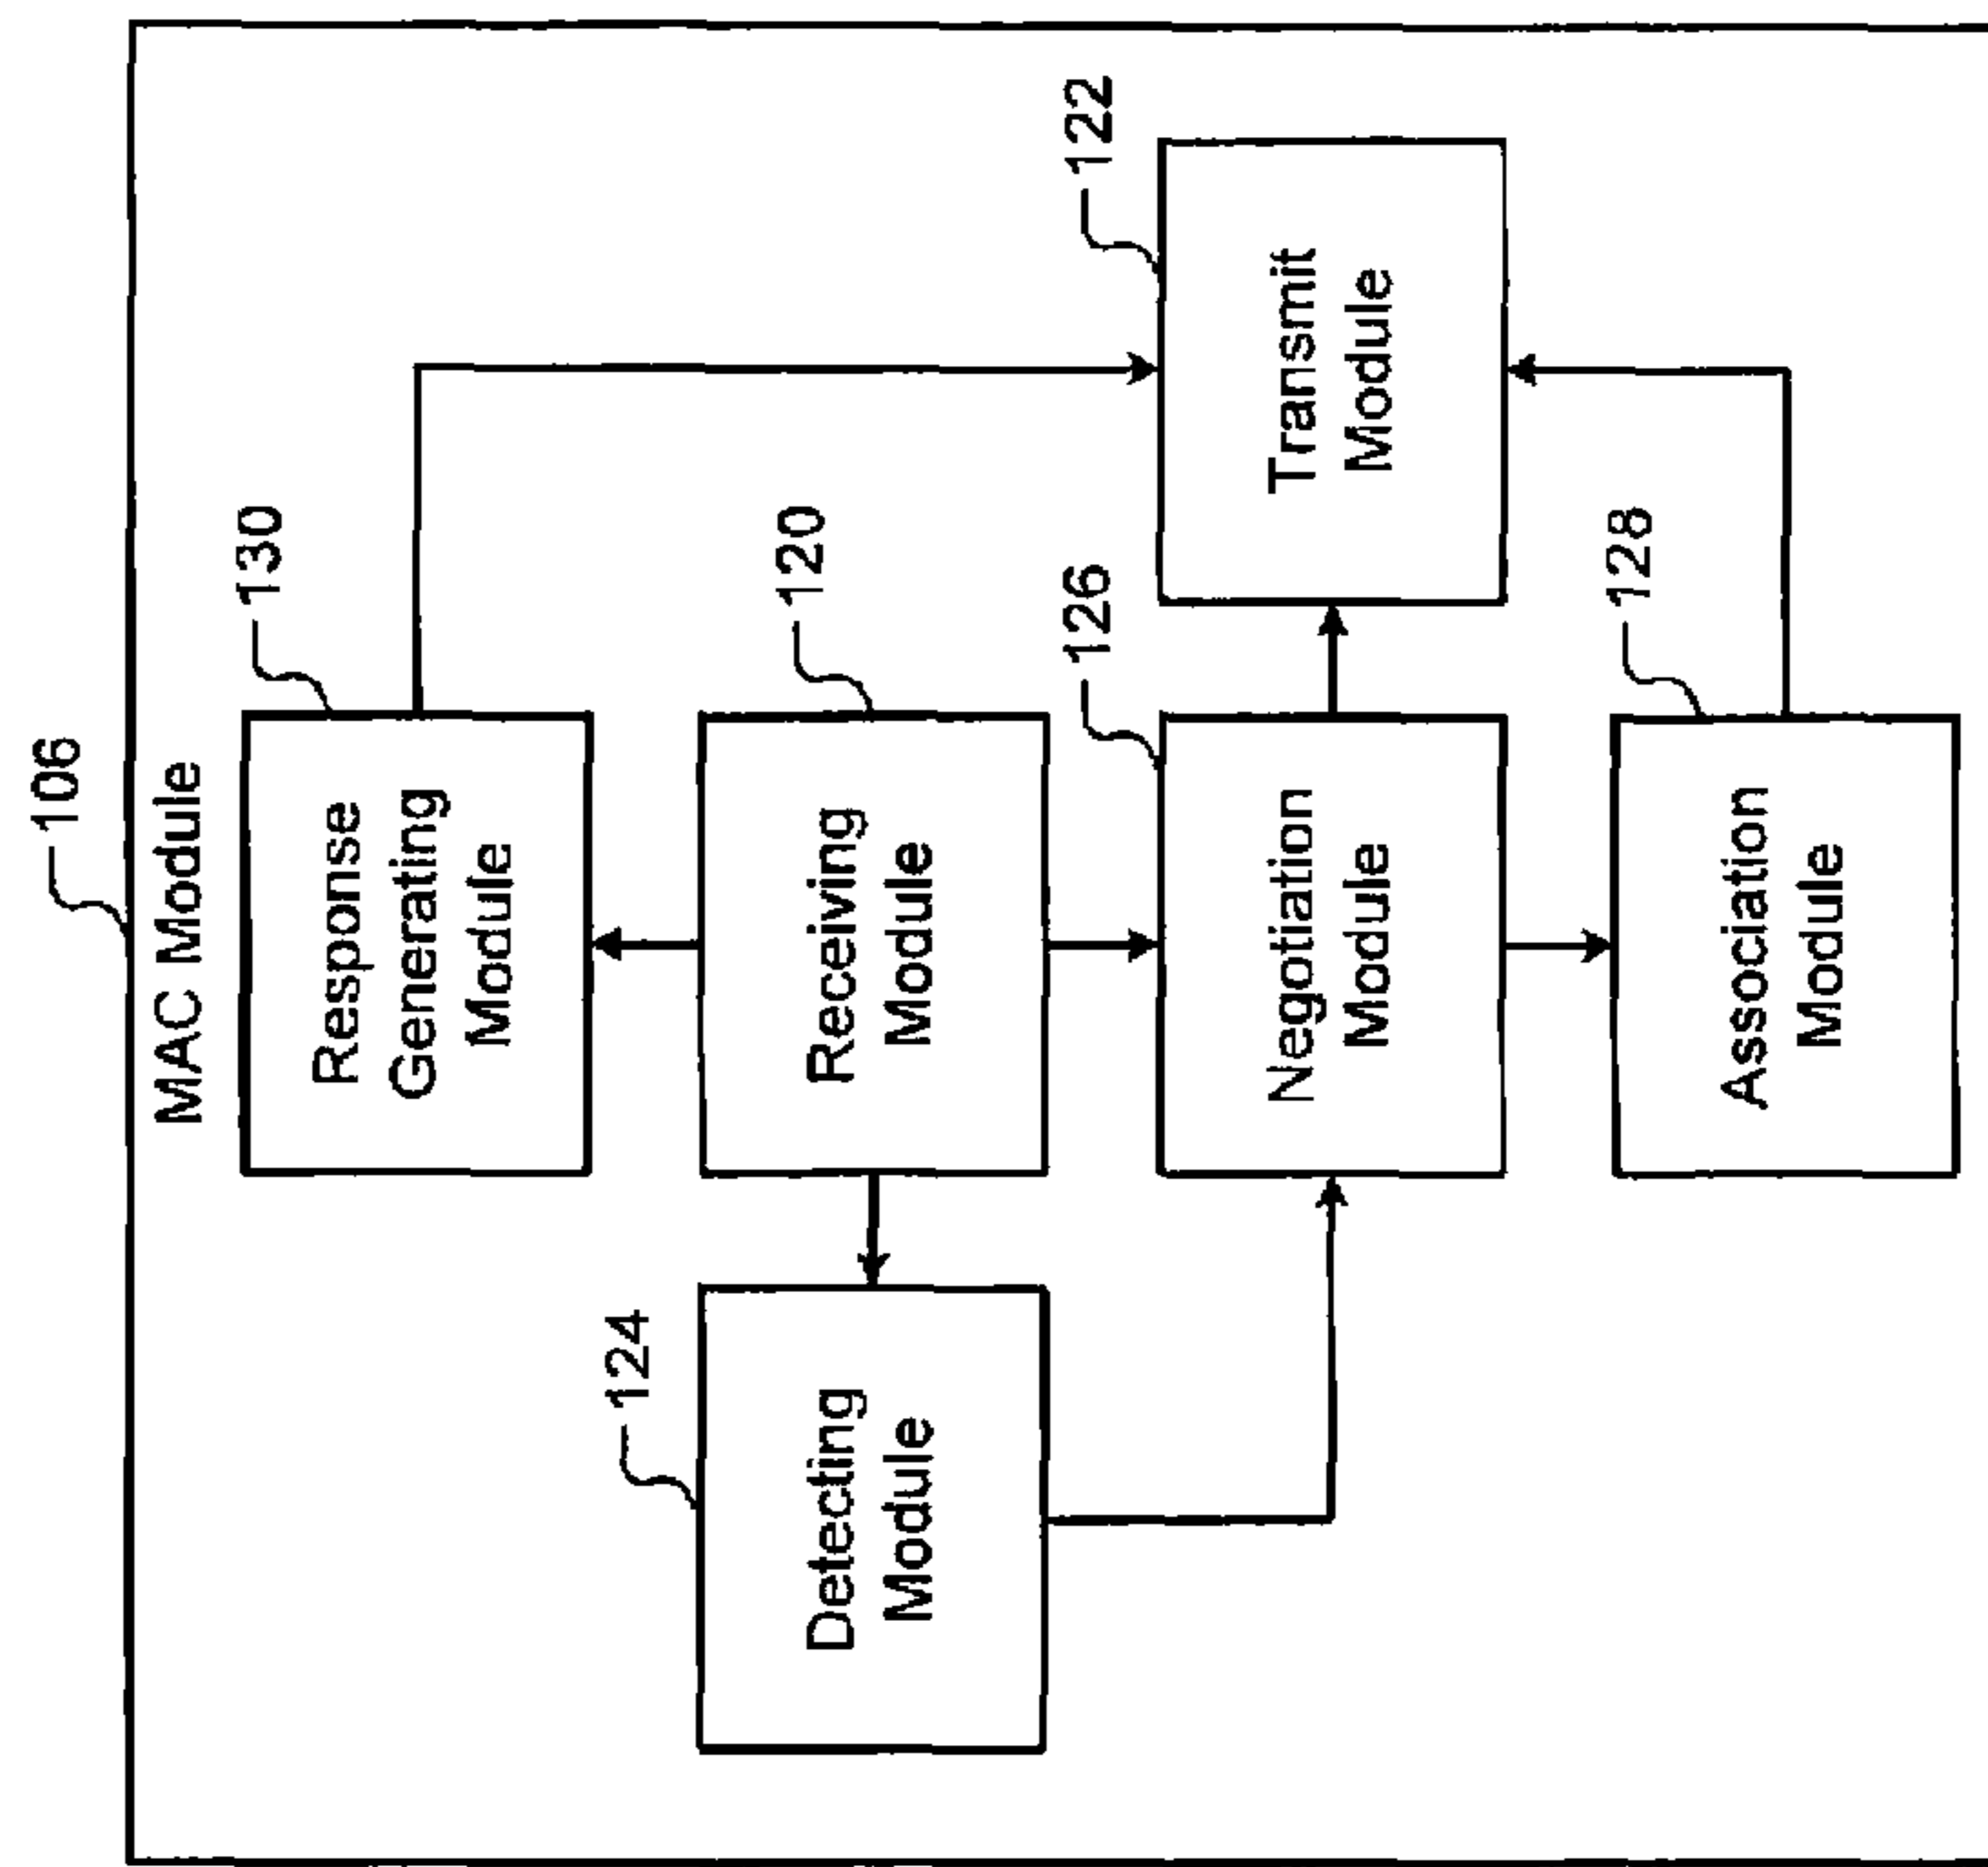 106
MAC Module
130
Response
Generating
Module
124
Detecting
Module
120
Receiving
Module
126
Negotiation
Module
122
Transmit
Module
128
Association
Module